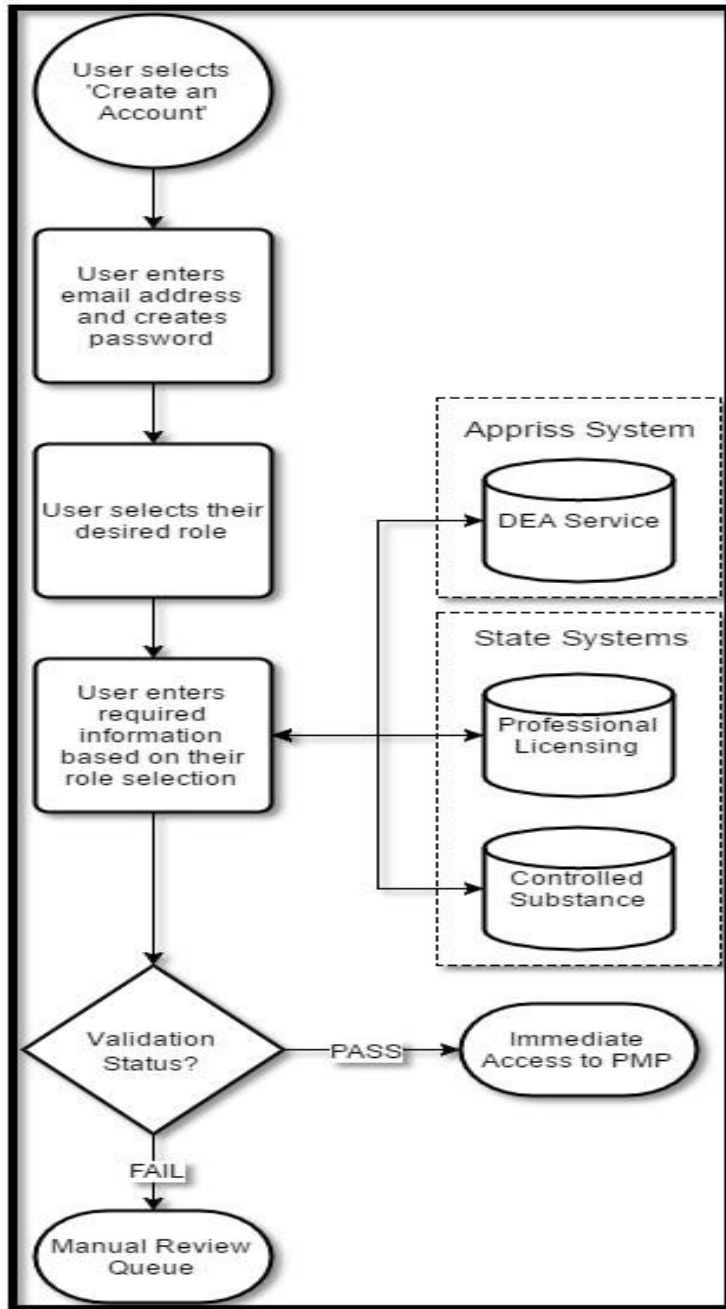 User selects
'Create an
Account'
User enters
email address
and creates
password
User selects their
desired role
User enters
required
information
based on their
role selection
Appriss System
DEA Service
State Systems
Professional
Licensing
Controlled
Substance
Validation
Status?
PASS
Immediate
Access to PMP
FAIL
Manual Review
Queue